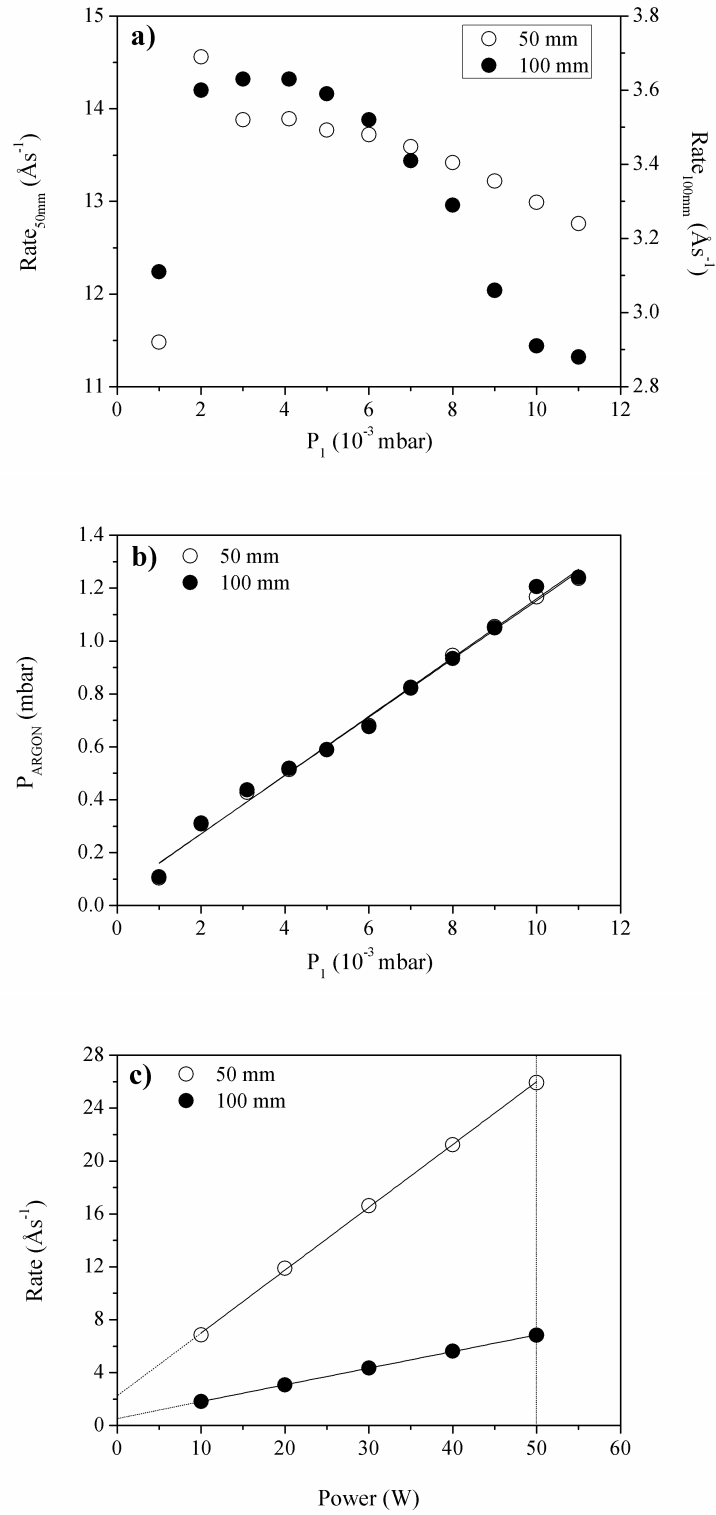 a)
50 mm
100 mm
15
14
13
12
11
3.8
3.6
3.4
3.2
3.0
2.8
Rate50mm (Ås-1)
Rate100mm (Ås-1)
0 2 4 6 8 10 12
P1 (10-3 mbar)
b)
50 mm
100 mm
1.4
1.2
1.0
0.8
0.6
0.4
0.2
0.0
PARGON (mbar)
0 2 4 6 8 10 12
P1 (10-3 mbar)
c)
50 mm
100 mm
28
24
20
16
12
8
4
0
Rate (Ås-1)
0 10 20 30 40 50 60
Power (W)